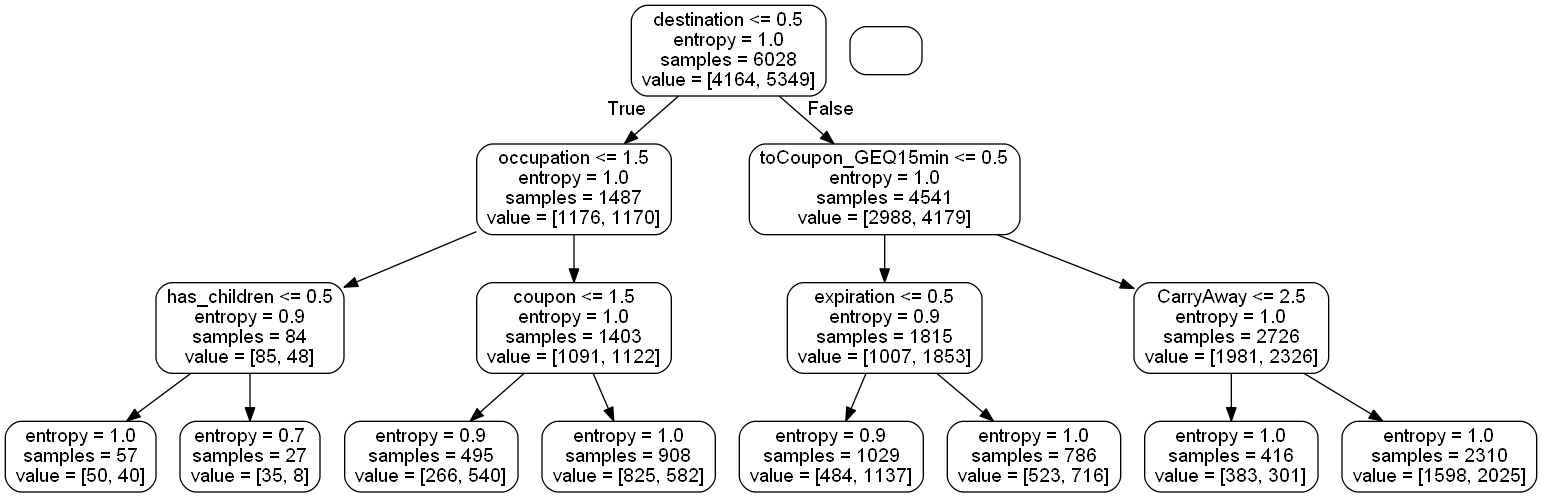 destination <= 0.5
entropy = 1.0
samples = 6028
value = [4164, 5349]
True
False
occupation <= 1.5
entropy = 1.0
samples = 1487
value = [1176, 1170]
toCoupon_GEQ15min <= 0.5
entropy = 1.0
samples = 4541
value = [2988, 4179]
has_children <= 0.5
entropy = 0.9
samples = 84
value = [85, 48]
coupon <= 1.5
entropy = 1.0
samples = 1403
value = [1091, 1122]
expiration <= 0.5
entropy = 0.9
samples = 1815
value = [1007, 1853]
CarryAway <= 2.5
entropy = 1.0
samples = 2726
value = [1981, 2326]
entropy = 1.0
samples = 57
value = [50, 40]
entropy = 0.7
samples = 27
value = [35, 8]
entropy = 0.9
samples = 495
value = [266, 540]
entropy = 1.0
samples = 908
value = [825, 582]
entropy = 0.9
samples = 1029
value = [484, 1137]
entropy = 1.0
samples = 786
value = [523, 716]
entropy = 1.0
samples = 416
value = [383, 301]
entropy = 1.0
samples = 2310
value = [1598, 2025]